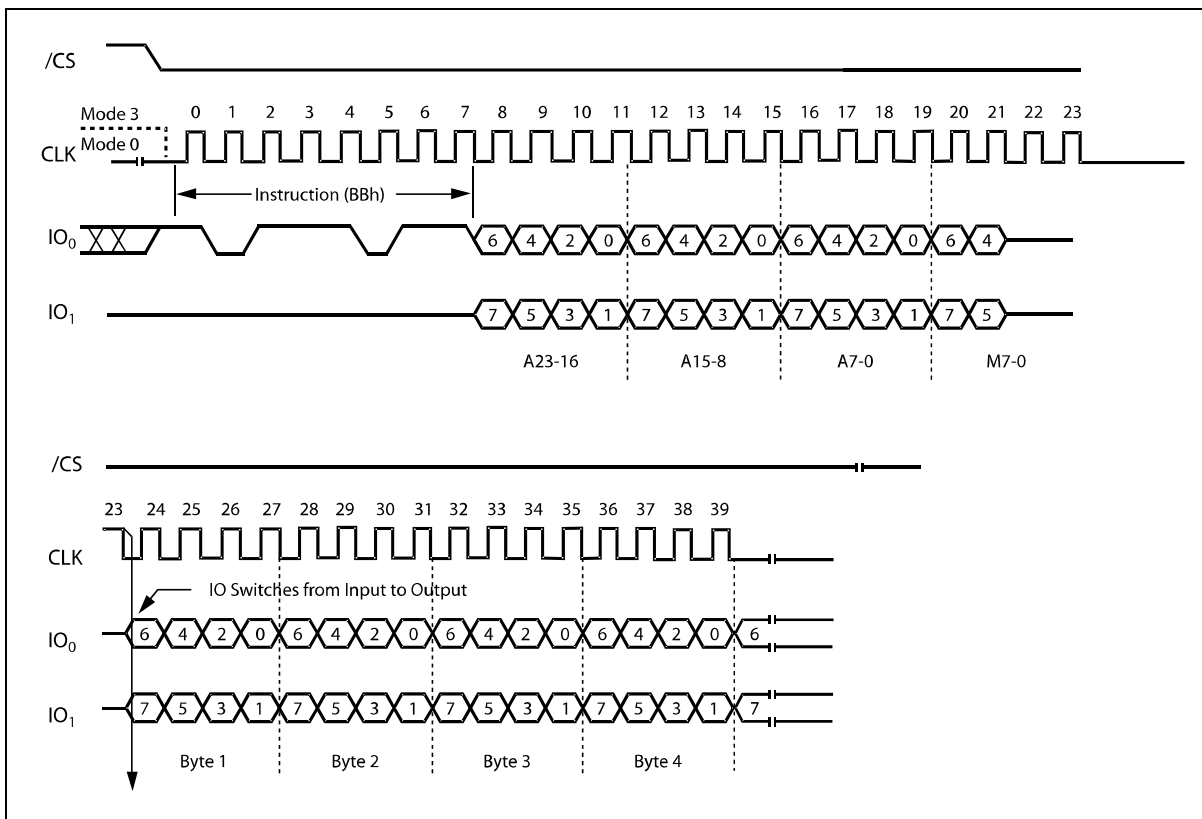 /CS
Mode 3
0 1 2 3 4 5 6 7 8 9 10 11 12 13 14 15 16 17 18 19 20 21 22 23
Mode 0
CLK
Instruction (BBh)
IO0 6 4 2 0 6 4 2 0 6 4 2 0 6 4
IO1 7 5 3 1 7 5 3 1 7 5 3 1 7 5
A23-16 A15-8 A7-0 M7-0
/CS
23 24 25 26 27 28 29 30 31 32 33 34 35 36 37 38 39
CLK
IO Switches from Input to Output
IO0 6 4 2 0 6 4 2 0 6 4 2 0 6 4 2 0 6
IO1 7 5 3 1 7 5 3 1 7 5 3 1 7 5 3 1 7
Byte 1 Byte 2 Byte 3 Byte 4